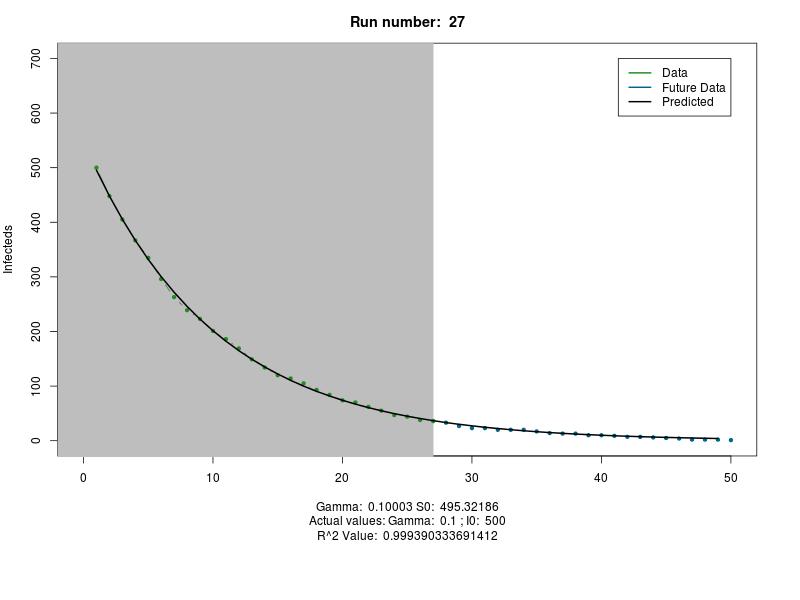 Run number:  27
700
600
500
400
300
200
100
0
Infecteds
Data
Future Data
Predicted
0 10 20 30 40 50
Gamma:  0.10003 S0:  495.32186
Actual values: Gamma:  0.1 ; I0:  500
R^2 Value:  0.999390333691412